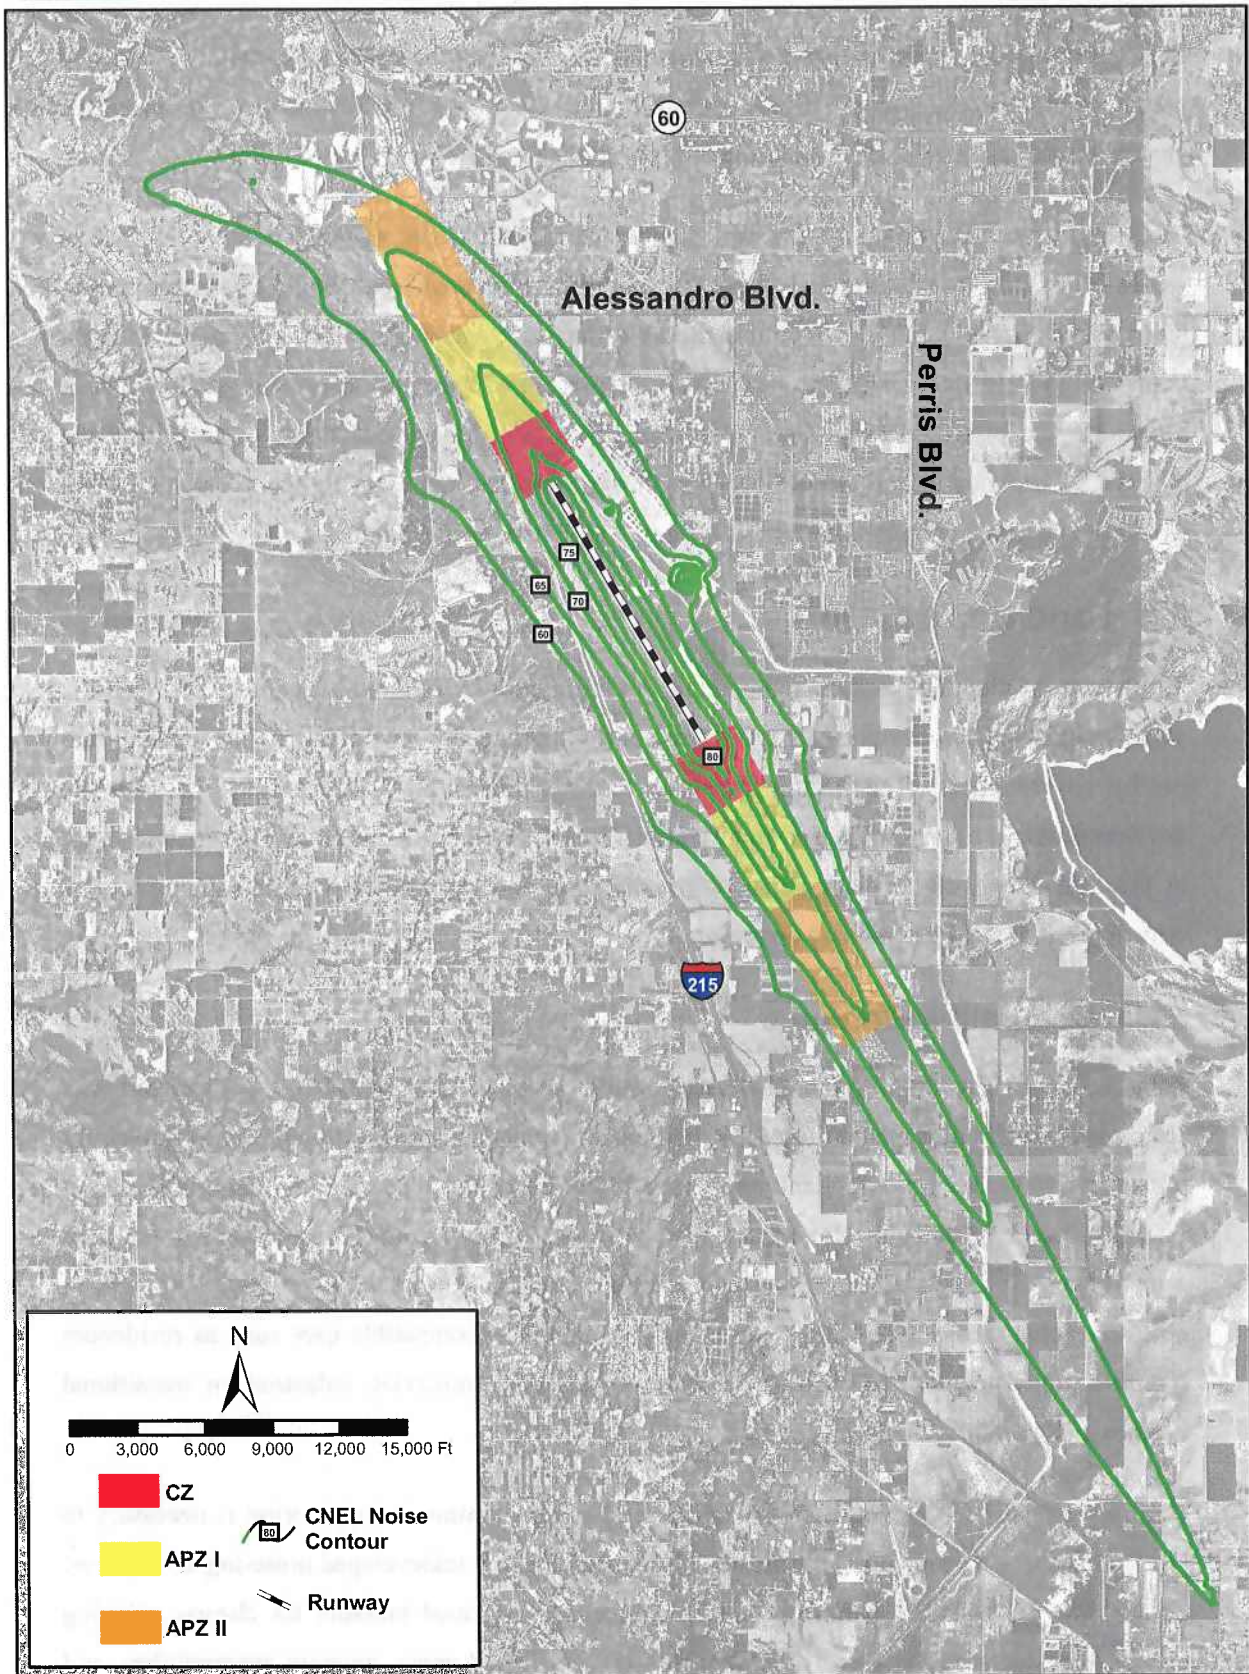 60
Alessandro Blvd.
Perris Blvd.
75
65
70
60
80
215
N
0 3,000 6,000 9,000 12,000 15,000 Ft
CZ
80 CNEL Noise
Contour
APZ I
Runway
APZ II